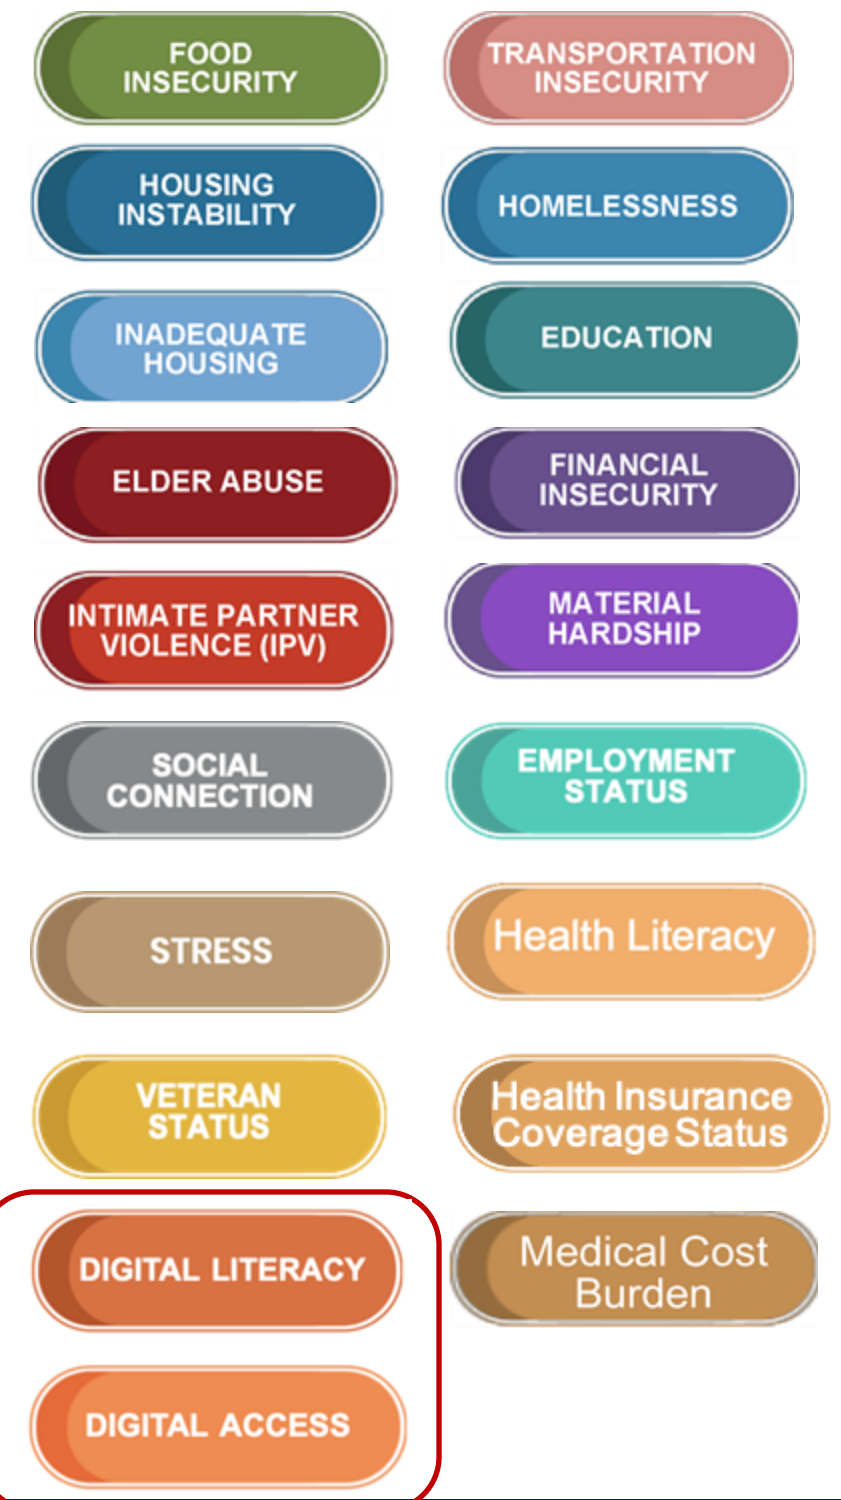 FOOD
INSECURITY
TRANSPORTATION
INSECURITY
HOUSING
INSTABILITY
HOMELESSNESS
INADEQUATE
HOUSING
EDUCATION
ELDER ABUSE
FINANCIAL
INSECURITY
INTIMATE PARTNER
VIOLENCE (IPV)
MATERIAL
HARDSHIP
SOCIAL
CONNECTION
EMPLOYMENT
STATUS
STRESS
Health Literacy
VETERAN
STATUS
Health Insurance
Coverage Status
DIGITAL LITERACY
Medical Cost
Burden
DIGITAL ACCESS